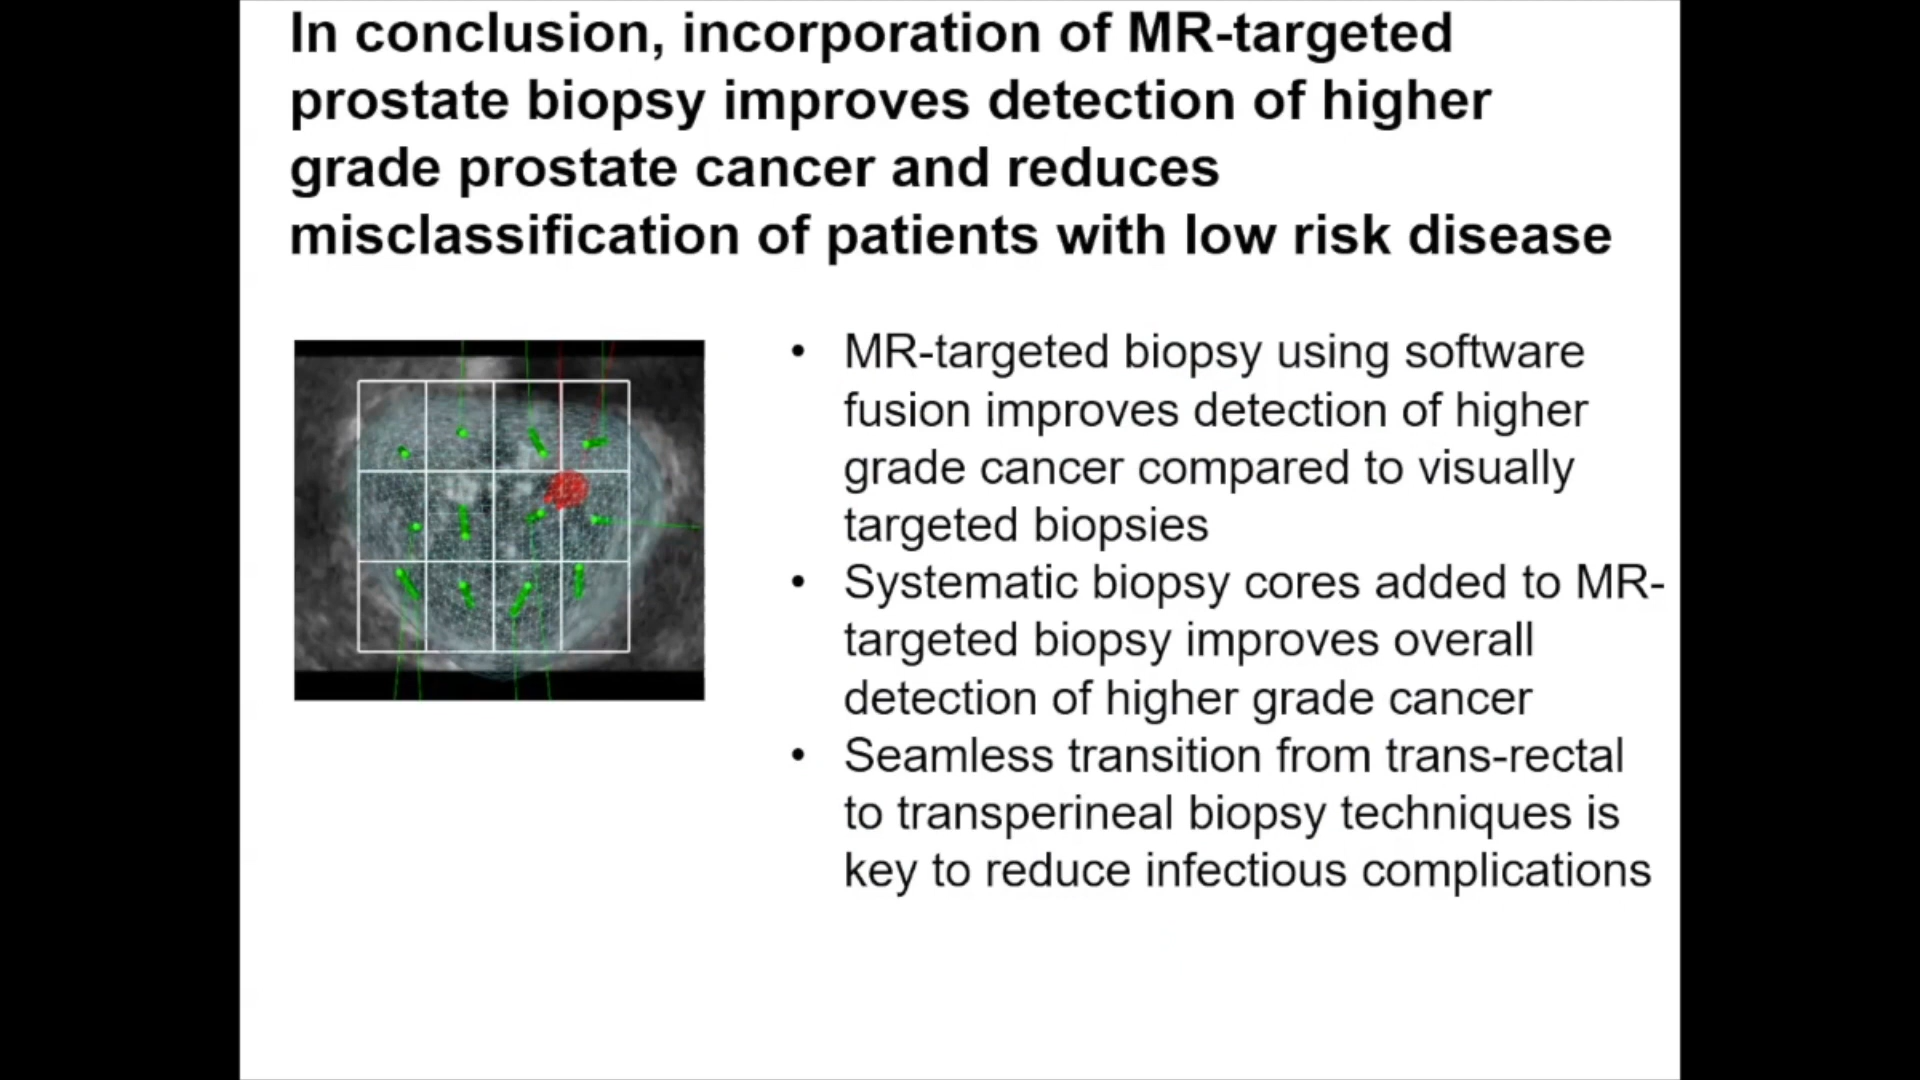 In conclusion, incorporation of MR-targeted
prostate biopsy improves detection of higher
grade prostate cancer and reduces
misclassification of patients with low risk disease
• MR-targeted biopsy using software
fusion improves detection of higher
grade cancer compared to visually
targeted biopsies
• Systematic biopsy cores added to MR-
targeted biopsy improves overall
detection of higher grade cancer
• Seamless transition from trans-rectal
to transperineal biopsy techniques is
key to reduce infectious complications